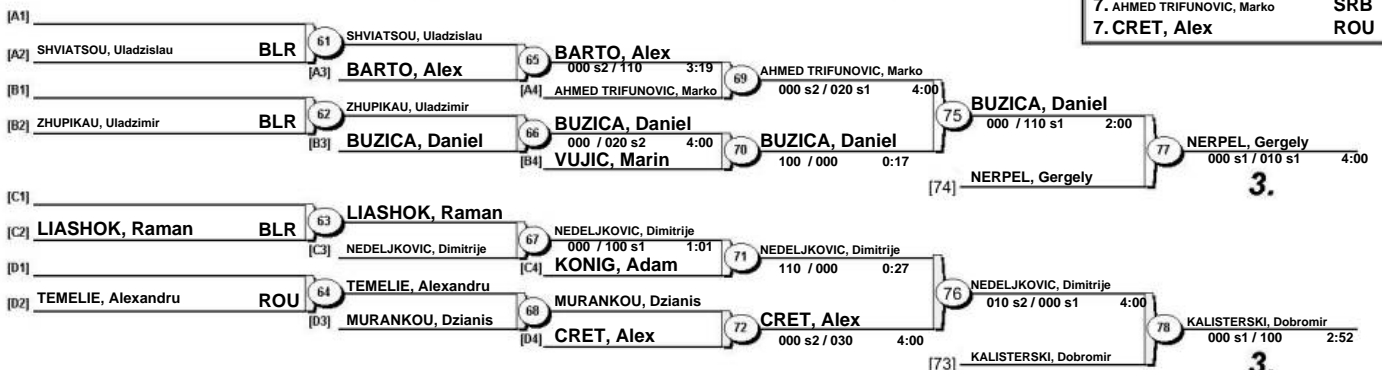 7. AHMED TRIFUNOVIC, Marko SRB
7. CRET, Alex ROU
[A1]
[A2] SHVIATSOU, Uladzislau BLR
61
SHVIATSOU, Uladzislau
[A3] BARTO, Alex
65
BARTO, Alex
000 s2 / 110 3:19
[A4] AHMED TRIFUNOVIC, Marko
69
AHMED TRIFUNOVIC, Marko
000 s2 / 020 s1 4:00
[B1]
[B2] ZHUPIKAU, Uladzimir BLR
62
ZHUPIKAU, Uladzimir
[B3] BUZICA, Daniel
66
BUZICA, Daniel
000 / 020 s2 4:00
[B4] VUJIC, Marin
70
BUZICA, Daniel
100 / 000 0:17
75
BUZICA, Daniel
000 / 110 s1 2:00
[74] NERPEL, Gergely
77
NERPEL, Gergely
000 s1 / 010 s1 4:00
3.
[C1]
[C2] LIASHOK, Raman BLR
63
LIASHOK, Raman
[C3] NEDELJKOVIC, Dimitrije
67
NEDELJKOVIC, Dimitrije
000 / 100 s1 1:01
[C4] KONIG, Adam
71
NEDELJKOVIC, Dimitrije
110 / 000 0:27
[D1]
[D2] TEMELIE, Alexandru ROU
64
TEMELIE, Alexandru
[D3] MURANKOU, Dzianis
68
MURANKOU, Dzianis
[D4] CRET, Alex
72
CRET, Alex
000 s2 / 030 4:00
76
NEDELJKOVIC, Dimitrije
010 s2 / 000 s1 4:00
[73] KALISTERSKI, Dobromir
78
KALISTERSKI, Dobromir
000 s1 / 100 2:52
3.